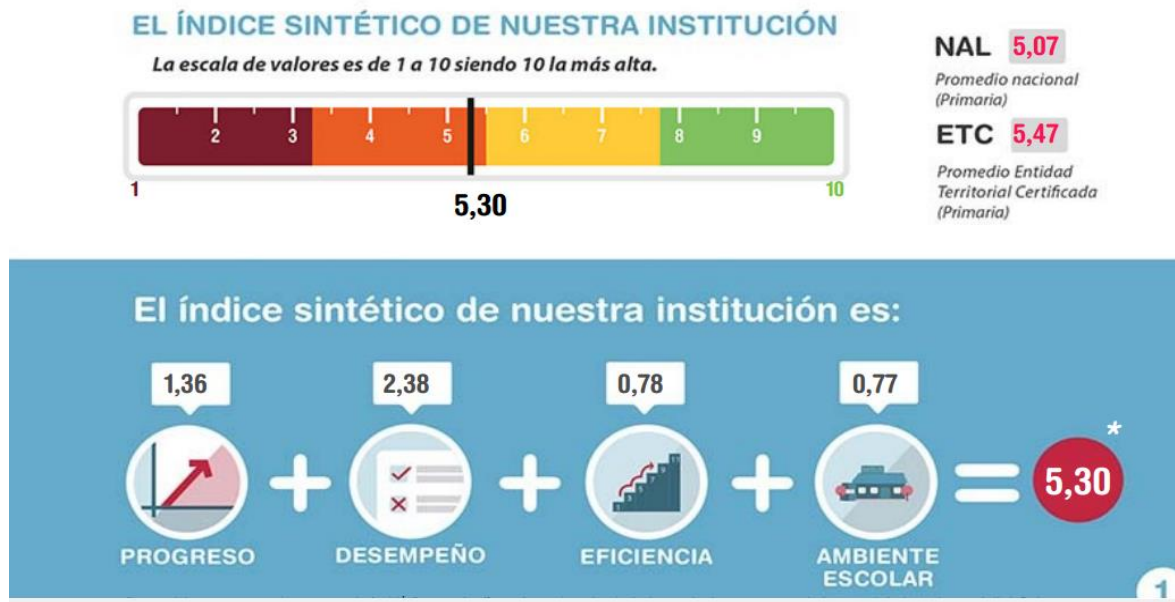 EL ÍNDICE SINTÉTICO DE NUESTRA INSTITUCIÓN
La escala de valores es de 1 a 10 siendo 10 la más alta.
2 3 4 5 6 7 8 9
1 10
5,30
NAL 5,07
Promedio nacional
(Primaria)
ETC 5,47
Promedio Entidad
Territorial Certificada
(Primaria)
El índice sintético de nuestra institución es:
1,36 2,38 0,78 0,77
+ + + = 5,30 *
PROGRESO DESEMPEÑO EFICIENCIA AMBIENTE
ESCOLAR
1